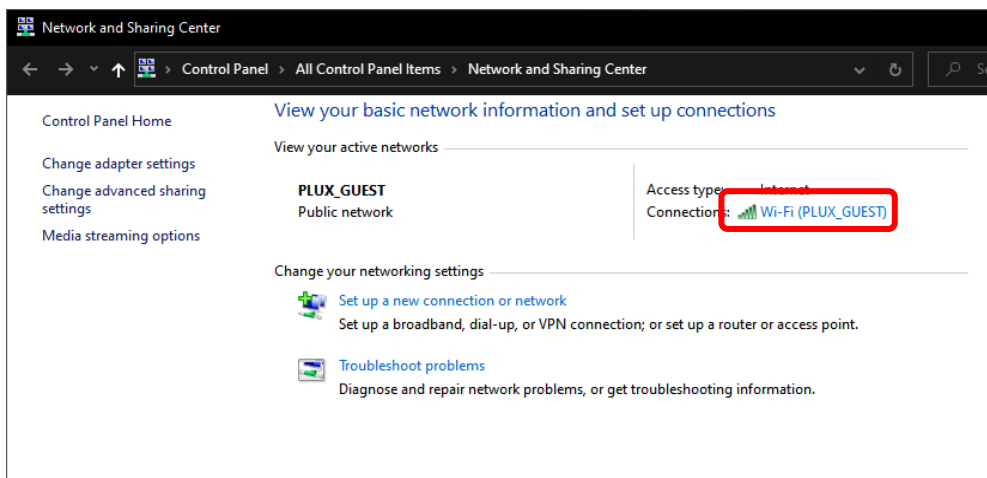 Network and Sharing Center
Control Panel › All Control Panel Items › Network and Sharing Center
Control Panel Home
Change adapter settings
Change advanced sharing
settings
Media streaming options
View your basic network information and set up connections
View your active networks
PLUX_GUEST
Public network
Access type: Internet
Connections: Wi-Fi (PLUX_GUEST)
Change your networking settings
Set up a new connection or network
Set up a broadband, dial-up, or VPN connection; or set up a router or access point.
Troubleshoot problems
Diagnose and repair network problems, or get troubleshooting information.